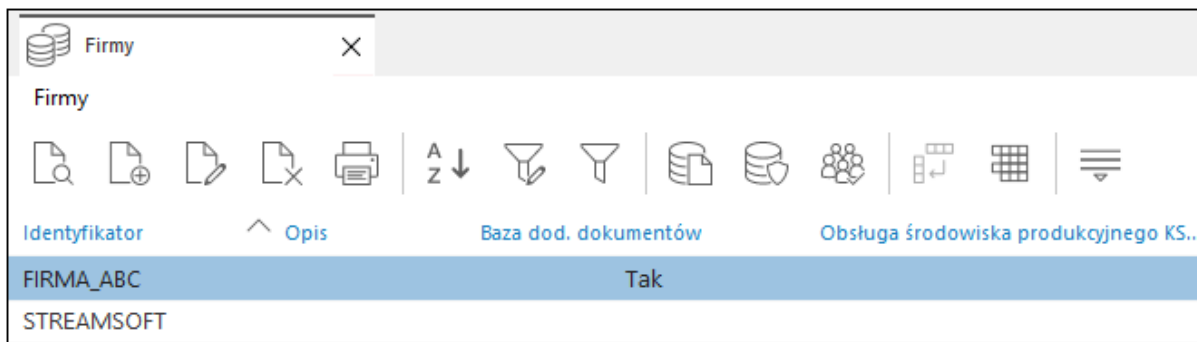 Firmy
Firmy
A
Z
Identyfikator Opis Baza dod. dokumentów Obsługa środowiska produkcyjnego KS...
FIRMA_ABC Tak
STREAMSOFT